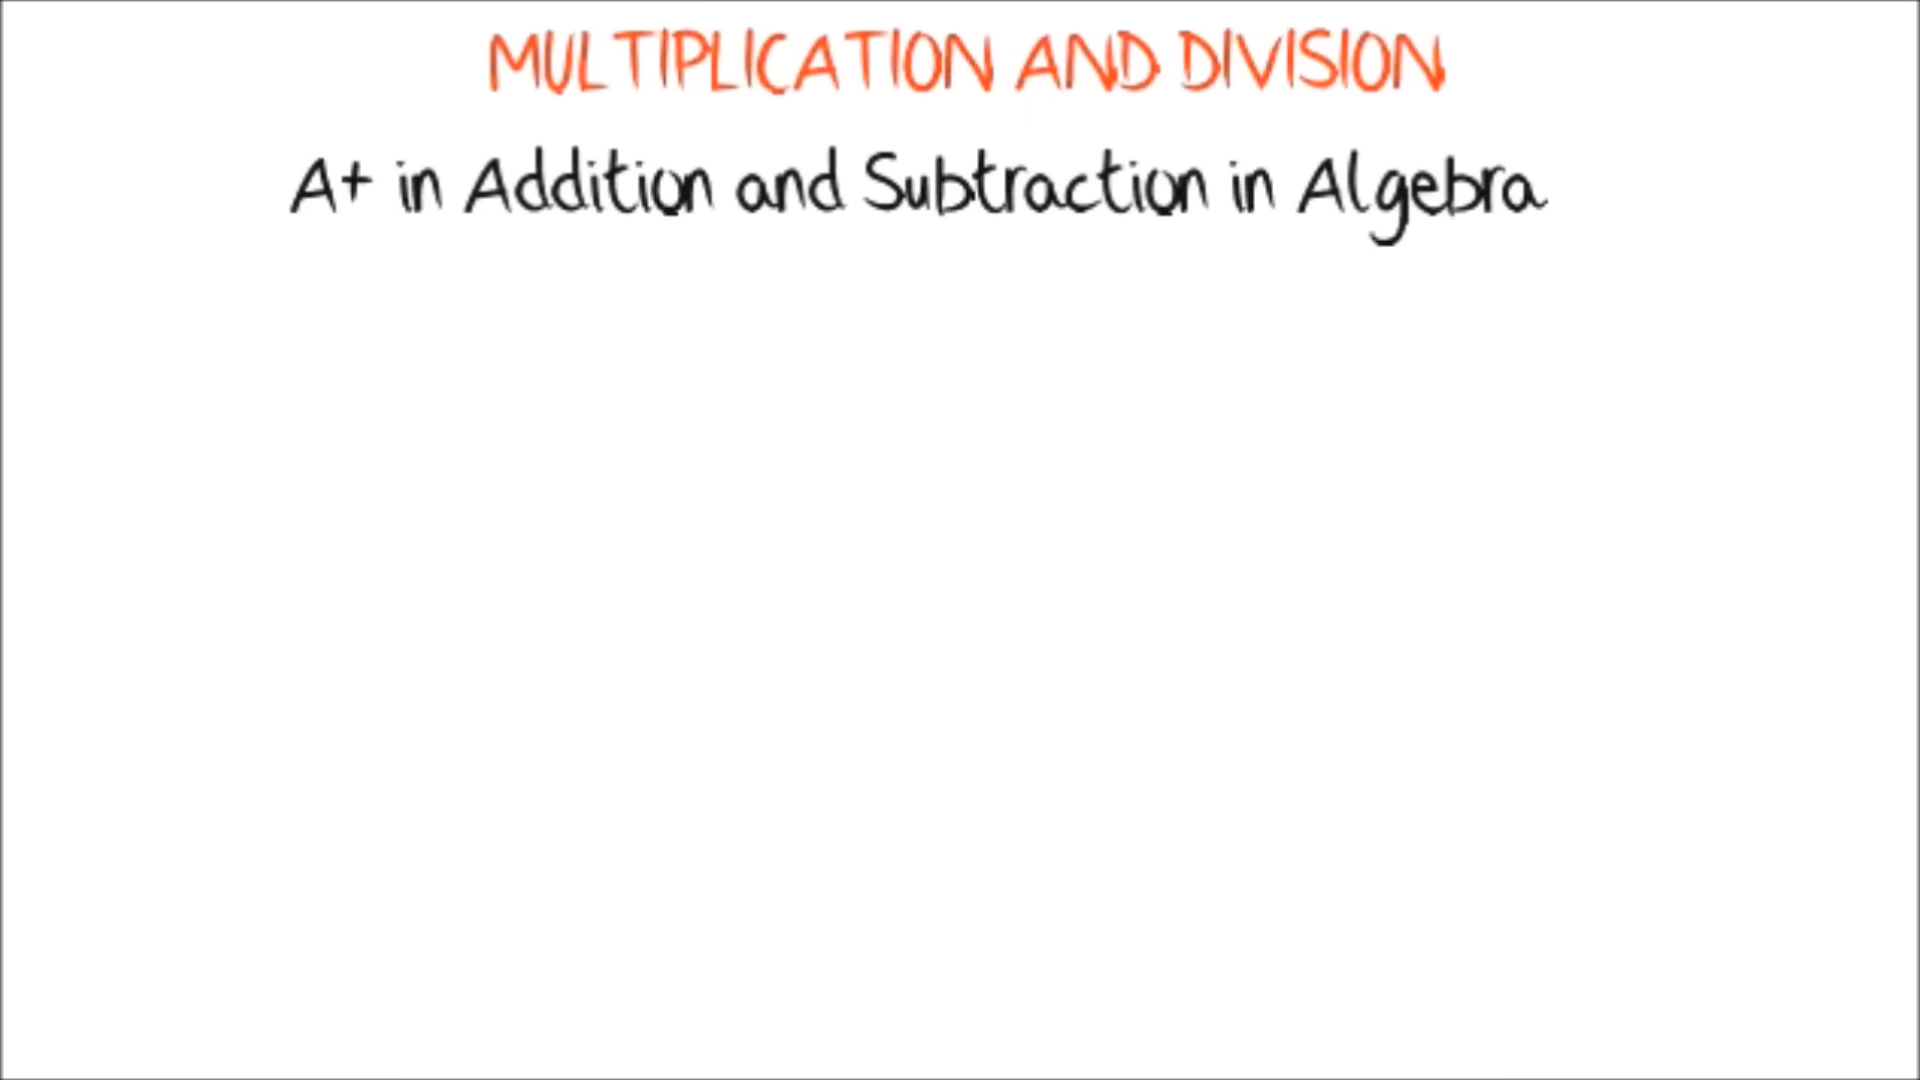 MULTIPLICATION AND DIVISION
A+ in Addition and Subtraction in Algebra